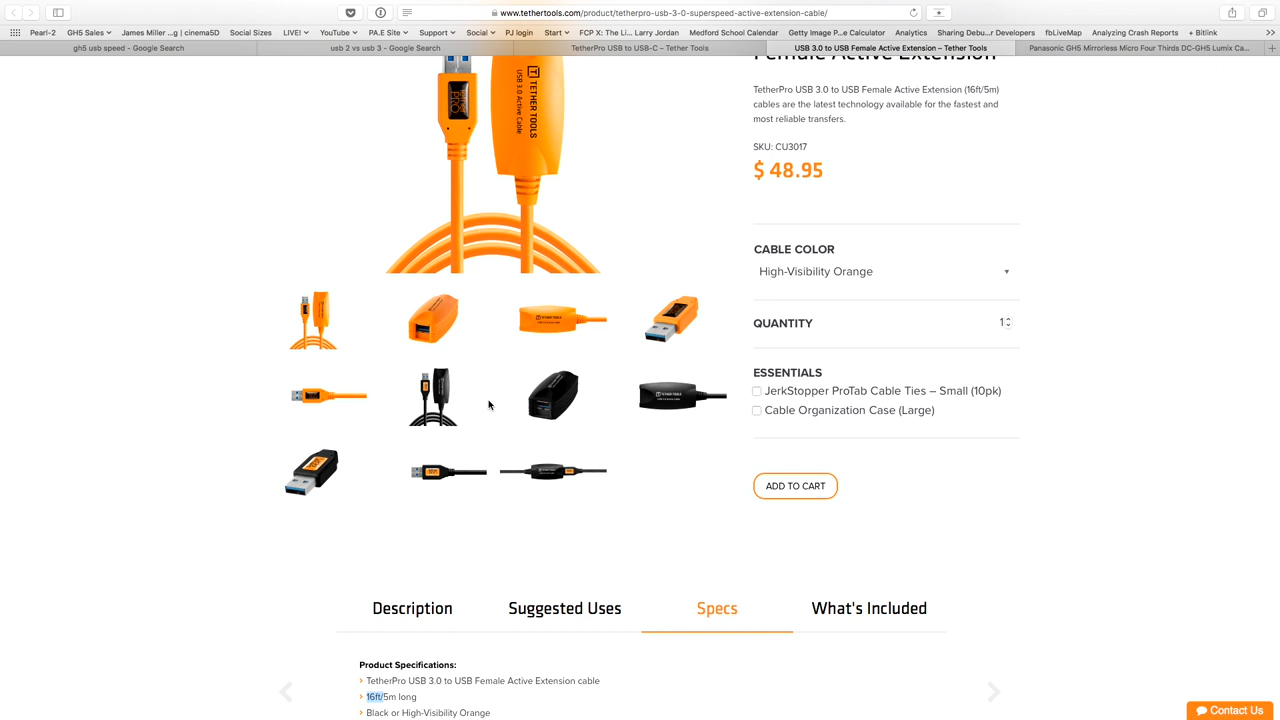 www.tethertools.com/product/tetherpro-usb-3-0-superspeed-active-extension-cable/
Pearl-2 GH5 Sales James Miller ...g | cinema5D Social Sizes LIVE! YouTube PA.E Site Support Social PJ login Start FCP X: The Li... Larry Jordan Medford School Calendar Getty Image P...e Calculator Analytics Sharing Debu...r Developers fbLiveMap Analyzing Crash Reports + Bitlink
gh5 usb speed - Google Search
usb 2 vs usb 3 - Google Search
TetherPro USB to USB-C – Tether Tools
USB 3.0 to USB Female Active Extension – Tether Tools
Panasonic GH5 Mirrorless Micro Four Thirds DC-GH5 Lumix Ca...
Female Active Extension
TetherPro USB 3.0 to USB Female Active Extension (16ft/5m)
cables are the latest technology available for the fastest and
most reliable transfers.
SKU: CU3017
$ 48.95
PRO
TETHER TOOLS
USB 3.0 Active Cable
CABLE COLOR
High-Visibility Orange
QUANTITY
1
ESSENTIALS
JerkStopper ProTab Cable Ties – Small (10pk)
Cable Organization Case (Large)
ADD TO CART
Description
Suggested Uses
Specs
What's Included
Product Specifications:
TetherPro USB 3.0 to USB Female Active Extension cable
16ft/5m long
Black or High-Visibility Orange
Contact Us